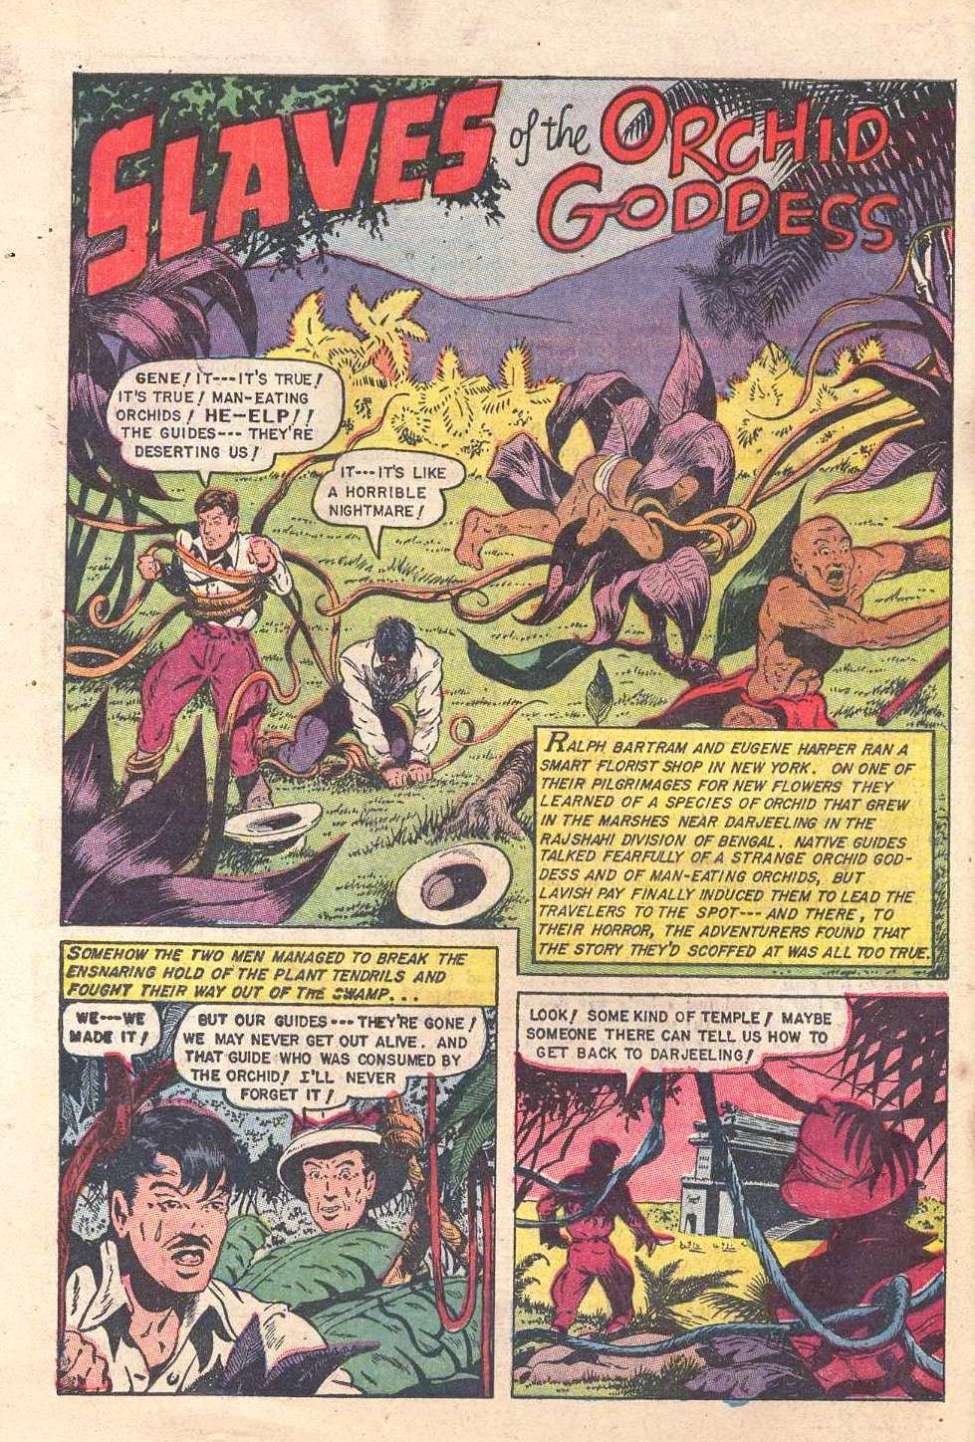 SLAVES of the ORCHID
GODDESS
GENE! IT---IT'S TRUE!
IT'S TRUE! MAN-EATING
ORCHIDS! HE-ELP!!
THE GUIDES---THEY'RE
DESERTING US!
IT---IT'S LIKE
A HORRIBLE
NIGHTMARE!
RALPH BARTRAM AND EUGENE HARPER RAN A
SMART FLORIST SHOP IN NEW YORK. ON ONE OF
THEIR PILGRIMAGES FOR NEW FLOWERS THEY
LEARNED OF A SPECIES OF ORCHID THAT GREW
IN THE MARSHES NEAR DARJEELING IN THE
RAJSHAHI DIVISION OF BENGAL. NATIVE GUIDES
TALKED FEARFULLY OF A STRANGE ORCHID GOD-
DESS AND OF MAN-EATING ORCHIDS, BUT
LAVISH PAY FINALLY INDUCED THEM TO LEAD THE
TRAVELERS TO THE SPOT---AND THERE, TO
THEIR HORROR, THE ADVENTURERS FOUND THAT
THE STORY THEY'D SCOFFED AT WAS ALL TOO TRUE.
SOMEHOW THE TWO MEN MANAGED TO BREAK THE
ENSNARING HOLD OF THE PLANT TENDRILS AND
FOUGHT THEIR WAY OUT OF THE SWAMP...
WE---WE
MADE IT!
BUT OUR GUIDES---THEY'RE GONE!
WE MAY NEVER GET OUT ALIVE. AND
THAT GUIDE WHO WAS CONSUMED BY
THE ORCHID! I'LL NEVER
FORGET IT!
LOOK! SOME KIND OF TEMPLE! MAYBE
SOMEONE THERE CAN TELL US HOW TO
GET BACK TO DARJEELING!